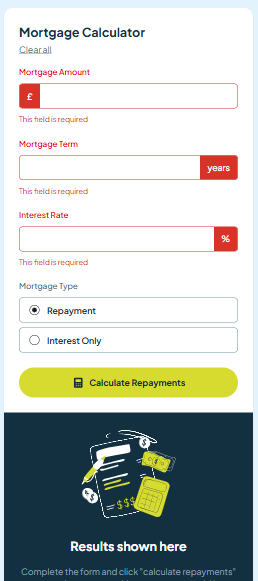 Mortgage Calculator
Clear all
Mortgage Amount
£
This field is required
Mortgage Term
years
This field is required
Interest Rate
%
This field is required
Mortgage Type
Repayment
Interest Only
Calculate Repayments
$
$
$$$
Results shown here
Complete the form and click "calculate repayments"